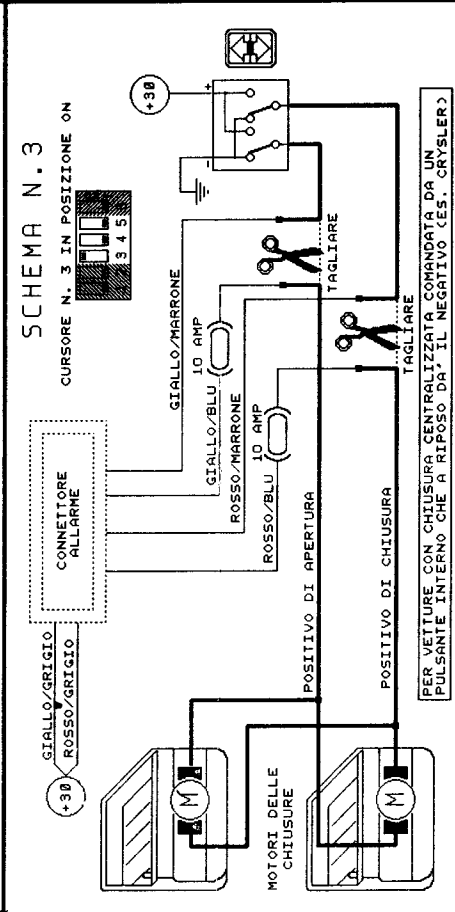 SCHEMA N.3
CURSORE N. 3 IN POSIZIONE ON
3 4 5
+30
+
-
CONNETTORE
ALLARME
GIALLO/GRIGIO
ROSSO/GRIGIO
+30
GIALLO/MARRONE
GIALLO/BLU
10 AMP
ROSSO/MARRONE
ROSSO/BLU
10 AMP
TAGLIARE
TAGLIARE
POSITIVO DI APERTURA
POSITIVO DI CHIUSURA
M
MOTORI DELLE
CHIUSURE
M
PER VETTURE CON CHIUSURA CENTRALIZZATA COMANDATA DA UN
PULSANTE INTERNO CHE A RIPOSO DA' IL NEGATIVO (ES. CRYSLER)